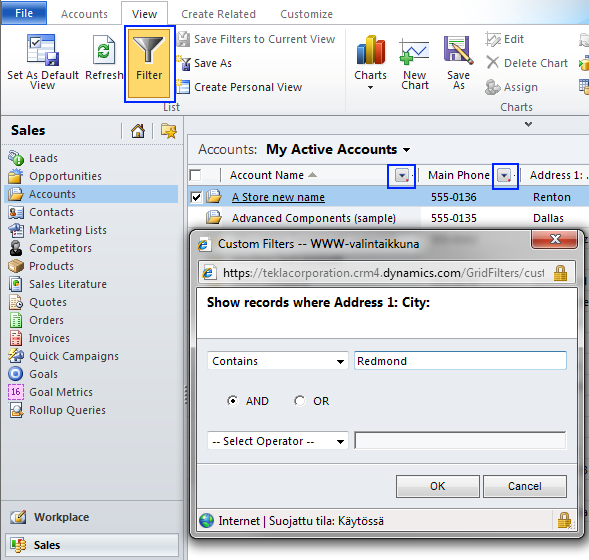 File Accounts View Create Related Customize
Set As Default View
Refresh
Filter
Save Filters to Current View
Save As
Create Personal View
List
Charts
New Chart
Save As
Edit
Delete Chart
Assign
Charts
Sales
Leads
Opportunities
Accounts
Contacts
Marketing Lists
Competitors
Products
Sales Literature
Quotes
Orders
Invoices
Quick Campaigns
Goals
16 Goal Metrics
Rollup Queries
Workplace
Sales
Accounts: My Active Accounts
Account Name Main Phone Address 1:
A Store new name 555-0136 Renton
Advanced Components (sample) 555-0135 Dallas
Custom Filters -- WWW-valintaikkuna
https://teklacorporation.crm4.dynamics.com/GridFilters/cust
Show records where Address 1: City:
Contains Redmond
AND OR
-- Select Operator --
OK Cancel
Internet | Suojattu tila: Käytössä